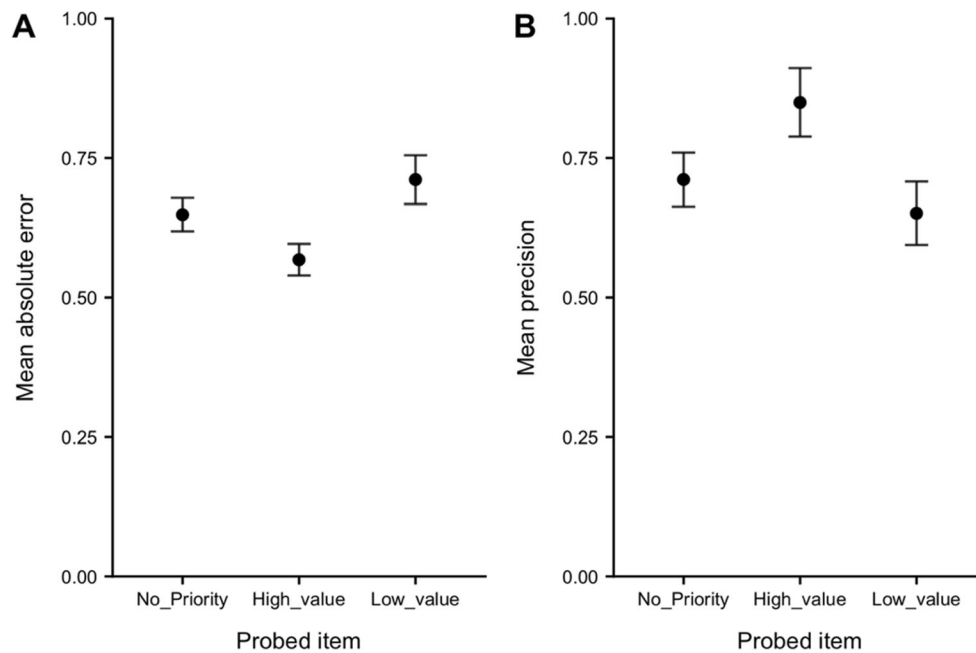 A
Mean absolute error
1.00
0.75
0.50
0.25
0.00
No_Priority High_value Low_value
Probed item
B
Mean precision
1.00
0.75
0.50
0.25
0.00
No_Priority High_value Low_value
Probed item